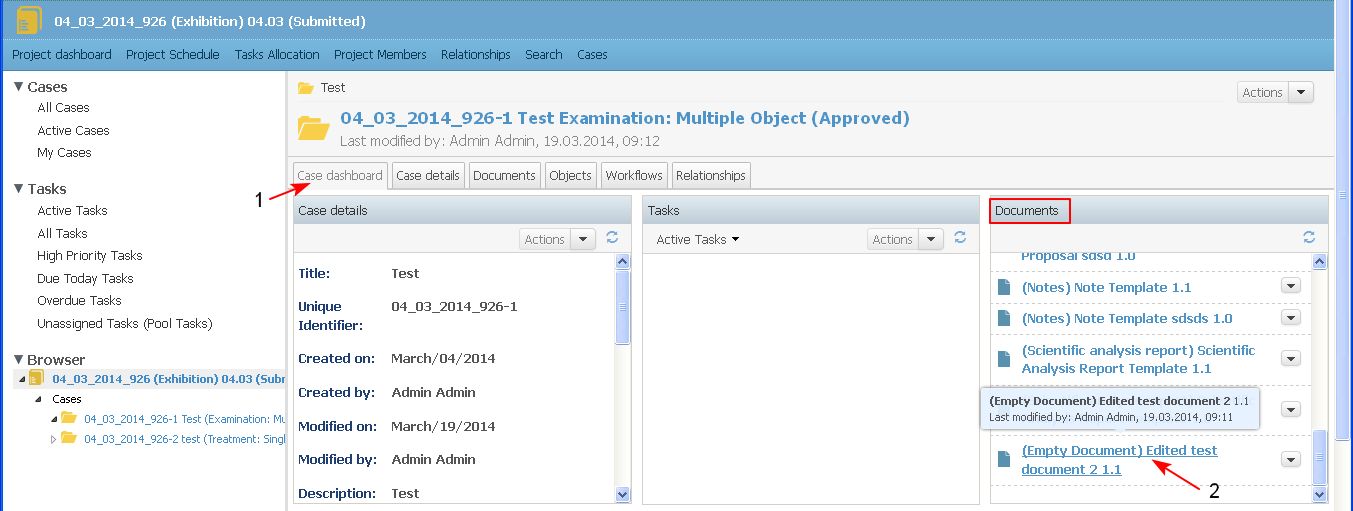 04_03_2014_926 (Exhibition) 04.03 (Submitted)
Project dashboard Project Schedule Tasks Allocation Project Members Relationships Search Cases
Cases
All Cases
Active Cases
My Cases
Tasks
Active Tasks
All Tasks
High Priority Tasks
Due Today Tasks
Overdue Tasks
Unassigned Tasks (Pool Tasks)
Browser
04_03_2014_926 (Exhibition) 04.03 (Subm
Cases
04_03_2014_926-1 Test (Examination: Mu
04_03_2014_926-2 test (Treatment: Singl
Test
Actions
04_03_2014_926-1 Test Examination: Multiple Object (Approved)
Last modified by: Admin Admin, 19.03.2014, 09:12
Case dashboard Case details Documents Objects Workflows Relationships
1
Case details
Actions
Title: Test
Unique 04_03_2014_926-1
Identifier:
Created on: March/04/2014
Created by: Admin Admin
Modified on: March/19/2014
Modified by: Admin Admin
Description: Test
Tasks
Active Tasks Actions
Documents
Proposal sdsd 1.0
(Notes) Note Template 1.1
(Notes) Note Template sdsds 1.0
(Scientific analysis report) Scientific
Analysis Report Template 1.1
(Empty Document) Edited test document 2 1.1
Last modified by: Admin Admin, 19.03.2014, 09:11
(Empty Document) Edited test
document 2 1.1
2